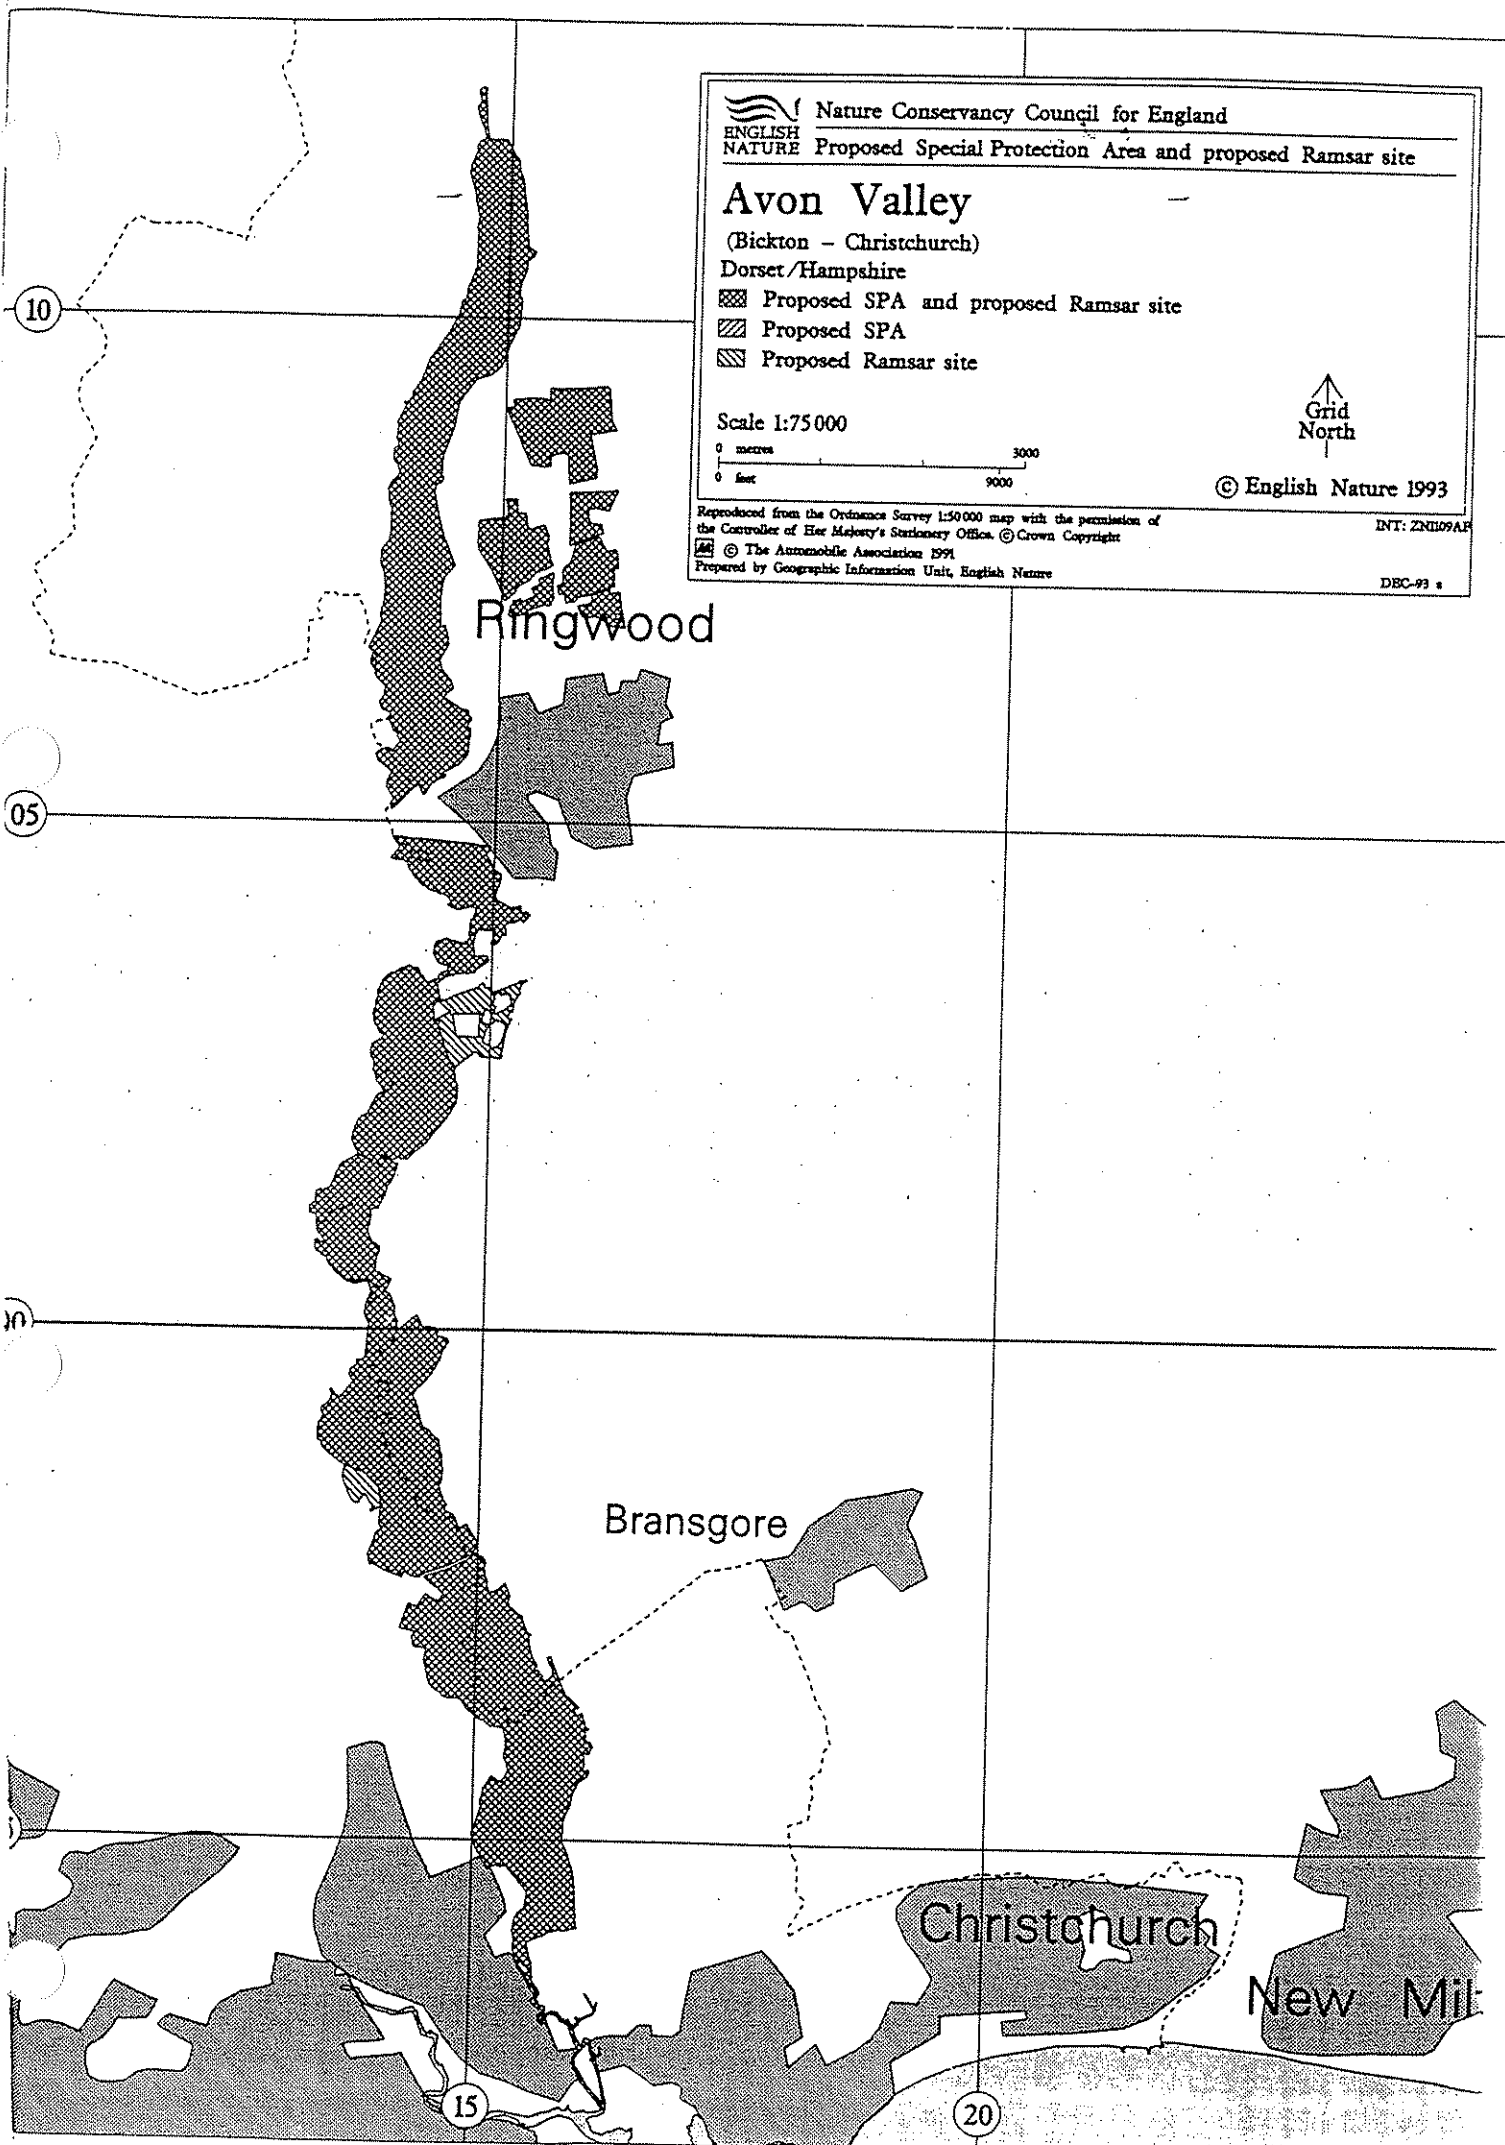 Nature Conservancy Council for England
ENGLISH
NATURE
Proposed Special Protection Area and proposed Ramsar site
Avon Valley
(Bickton – Christchurch)
Dorset/Hampshire
Proposed SPA and proposed Ramsar site
Proposed SPA
Proposed Ramsar site
Scale 1:75000
0 metres 3000
0 feet 9000
Grid
North
© English Nature 1993
Reproduced from the Ordnance Survey 1:50000 map with the permission of
the Controller of Her Majesty's Stationery Office. © Crown Copyright
© The Automobile Association 1991
Prepared by Geographic Information Unit, English Nature
DEC-93
10
Ringwood
05
Bransgore
Christchurch
New Mil
15
20